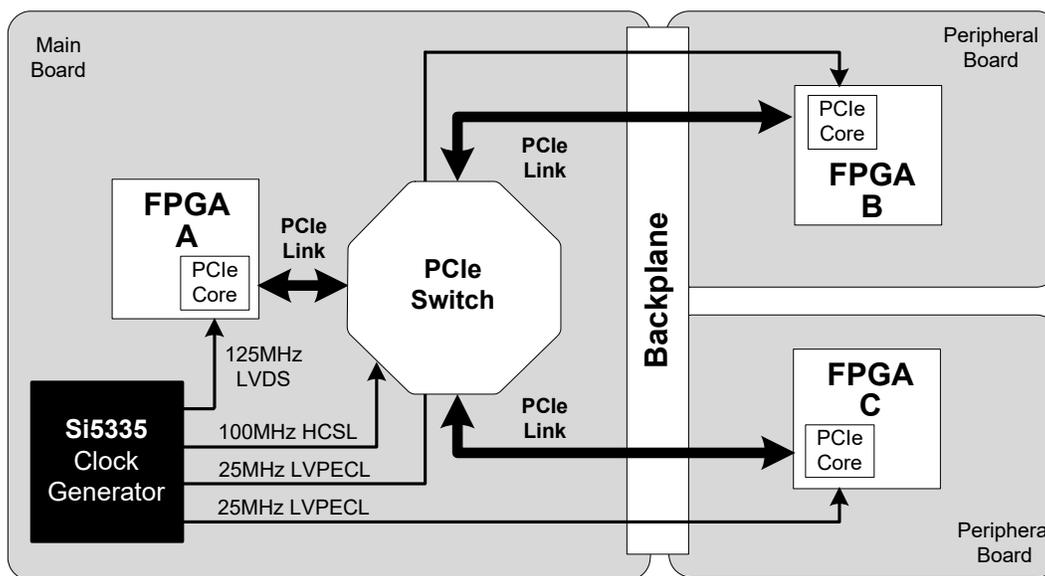 Main
Board
Peripheral
Board
PCIe
Core
FPGA
B
PCIe
Link
FPGA
A
PCIe
Core
PCIe
Link
PCIe
Switch
Backplane
125MHz
LVDS
Si5335
Clock
Generator
100MHz HCSL
25MHz LVPECL
25MHz LVPECL
PCIe
Link
FPGA
C
PCIe
Core
Periphera
Board